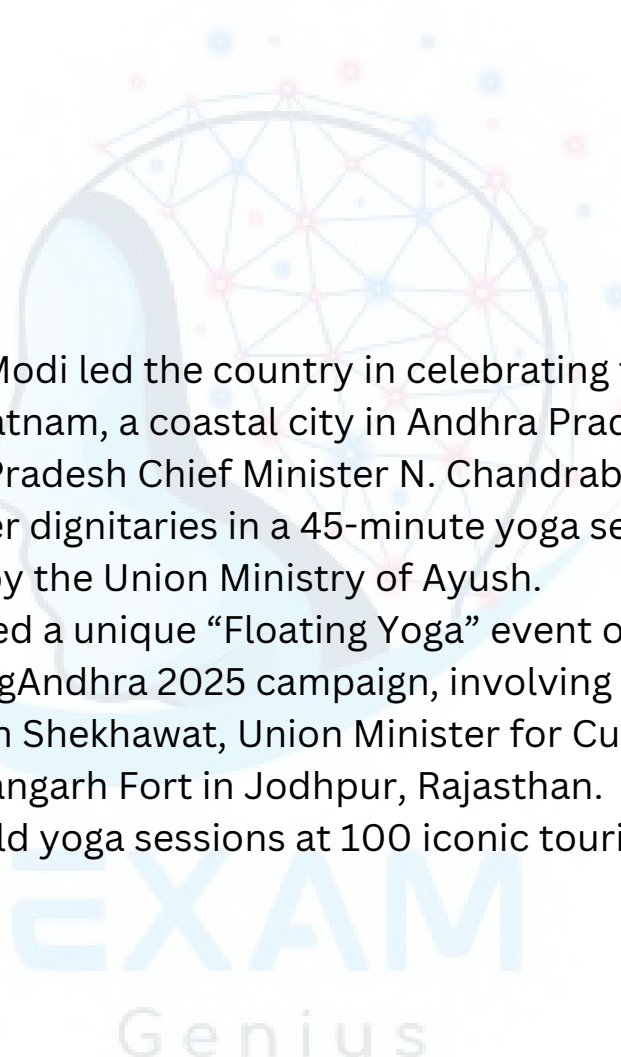 Modi led the country in celebrating
atnam, a coastal city in Andhra Prad
Pradesh Chief Minister N. Chandrab
er dignitaries in a 45-minute yoga se
by the Union Ministry of Ayush.
ed a unique “Floating Yoga” event o
gAndhra 2025 campaign, involving
n Shekhawat, Union Minister for Cu
angarh Fort in Jodhpur, Rajasthan.
ld yoga sessions at 100 iconic touri
EXAM
Genius